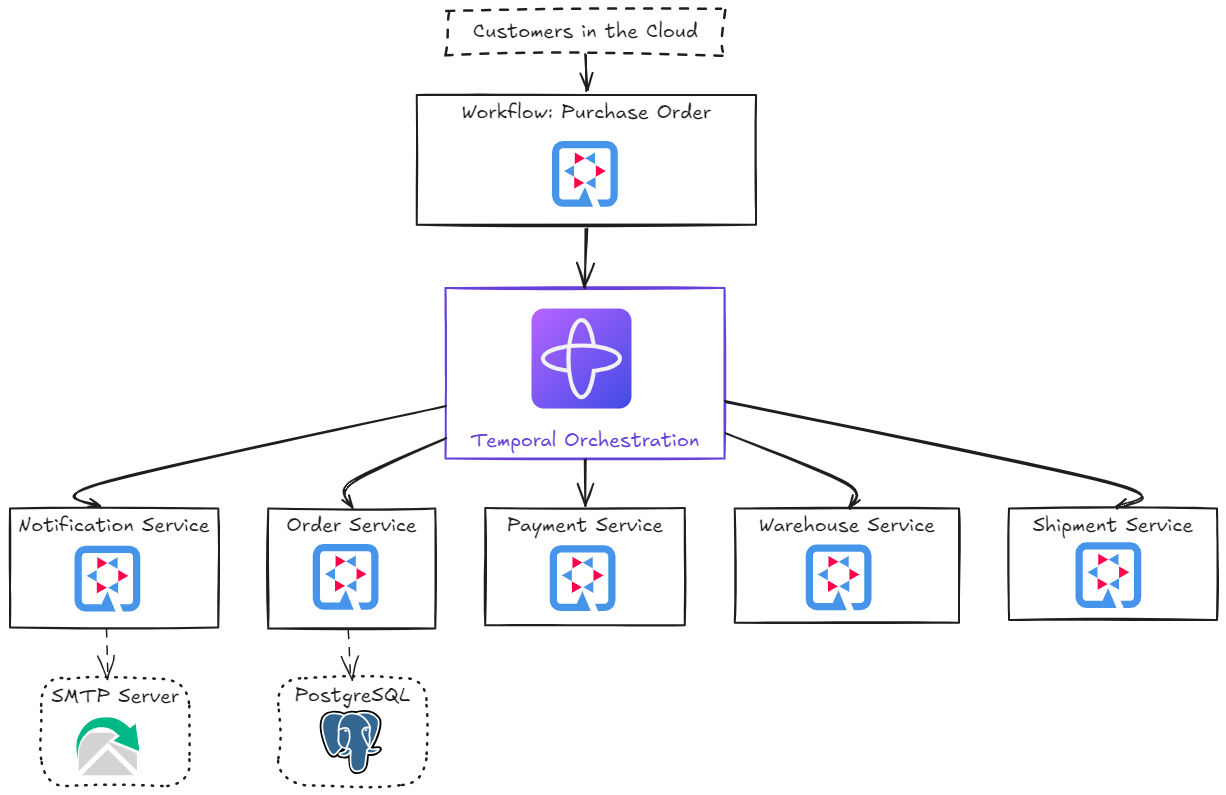 Customers in the Cloud
Workflow: Purchase Order
Temporal Orchestration
Notification Service
Order Service
Payment Service
Warehouse Service
Shipment Service
SMTP Server
PostgreSQL